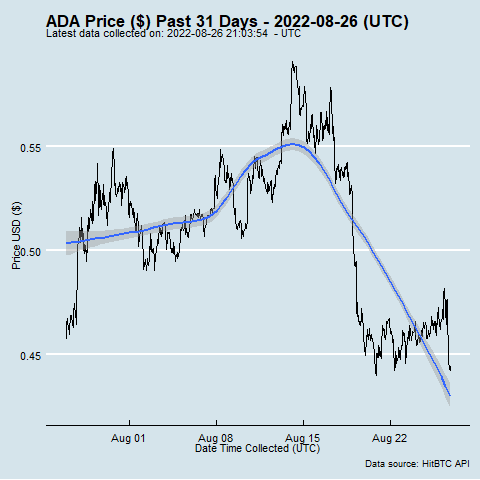 ADA Price ($) Past 31 Days - 2022-08-26 (UTC)
Latest data collected on: 2022-08-26 21:03:54  - UTC
Price USD ($)
0.55
0.50
0.45
Aug 01
Aug 08
Aug 15
Aug 22
Date Time Collected (UTC)
Data source: HitBTC API